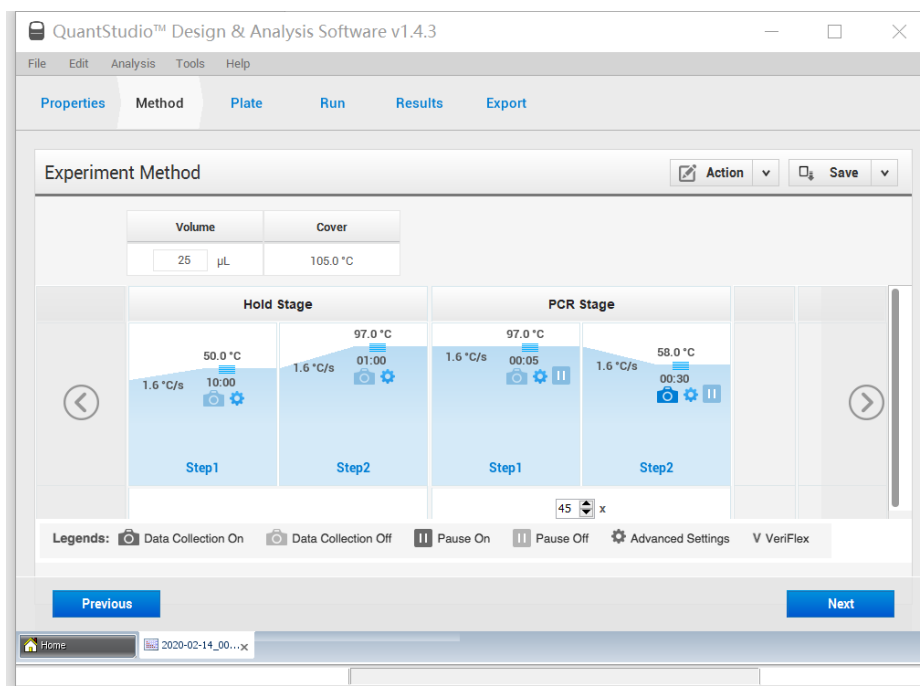 QuantStudio™ Design & Analysis Software v1.4.3
File Edit Analysis Tools Help
Properties Method Plate Run Results Export
Experiment Method Action Save
Volume Cover
25 µL 105.0 °C
Hold Stage PCR Stage
97.0 °C 97.0 °C
50.0 °C 1.6 °C/s 58.0 °C
1.6 °C/s 01:00 00:05 1.6 °C/s
1.6 °C/s 10:00 00:30
Step1 Step2 Step1 Step2
45 x
Legends: Data Collection On Data Collection Off Pause On Pause Off Advanced Settings V VeriFlex
Previous Next
Home 2020-02-14_00...x